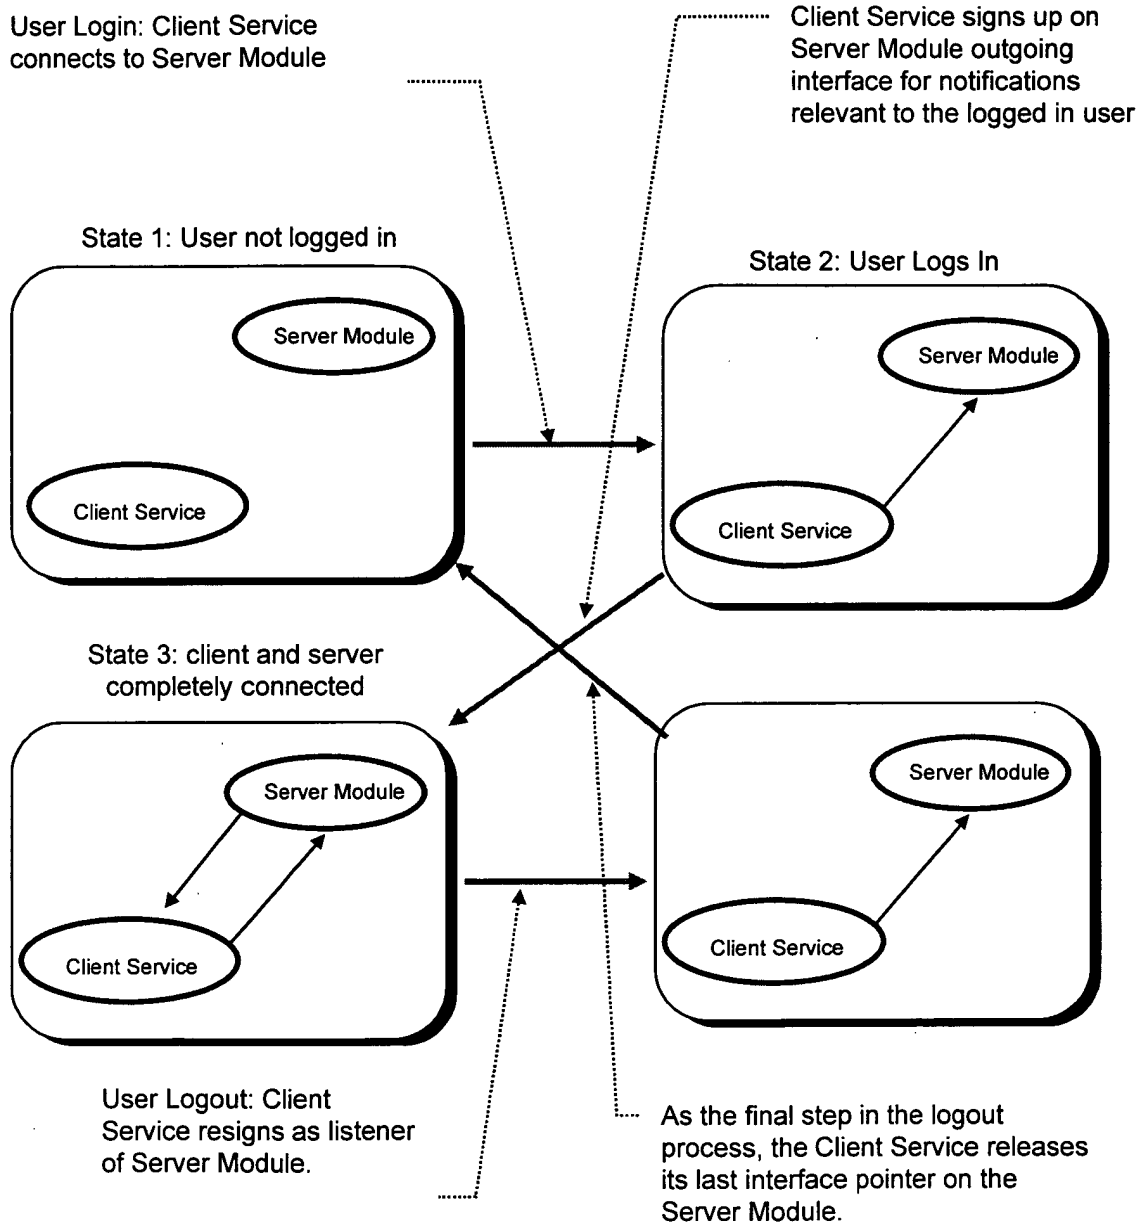 User Login: Client Service
connects to Server Module
Client Service signs up on
Server Module outgoing
interface for notifications
relevant to the logged in user
State 1: User not logged in
Server Module
Client Service
State 2: User Logs In
Server Module
Client Service
State 3: client and server
completely connected
Server Module
Client Service
Server Module
Client Service
User Logout: Client
Service resigns as listener
of Server Module.
As the final step in the logout
process, the Client Service releases
its last interface pointer on the
Server Module.